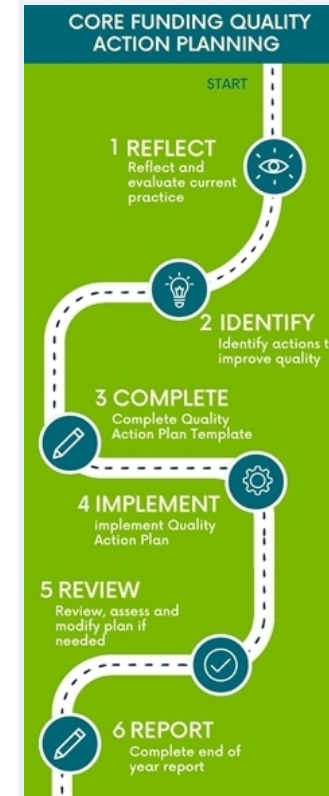 CORE FUNDING QUALITY
ACTION PLANNING
START
1 REFLECT
Reflect and
evaluate current
practice
2 IDENTIFY
Identify actions t
improve quality
3 COMPLETE
Complete Quality
Action Plan Template
4 IMPLEMENT
implement Quality
Action Plan
5 REVIEW
Review, assess and
modify plan if
needed
6 REPORT
Complete end of
year report